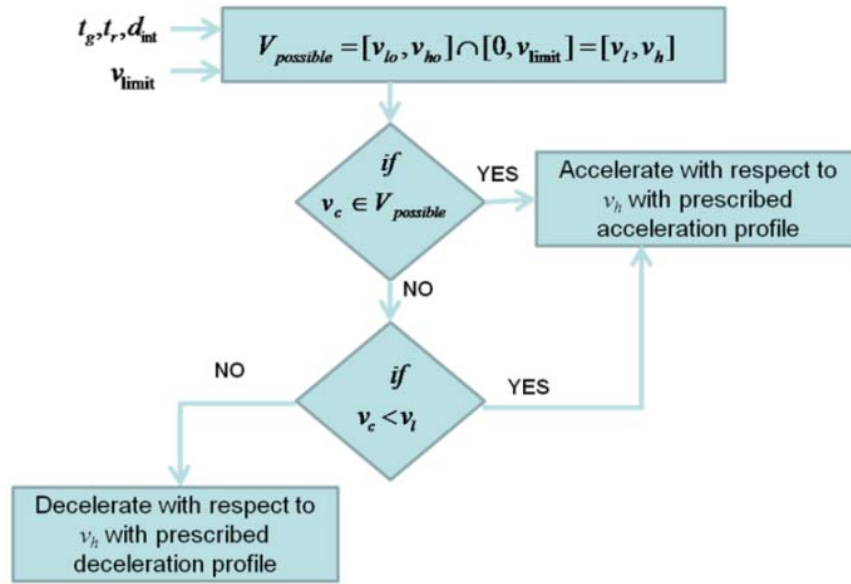 t_g, t_r, d_int
V_possible = [v_lo, v_ho] ∩ [0, v_limit] = [v_l, v_h]
v_limit
if
v_c ∈ V_possible
YES
Accelerate with respect to
v_h with prescribed
acceleration profile
NO
if
v_c < v_l
NO
YES
Decelerate with respect to
v_h with prescribed
deceleration profile